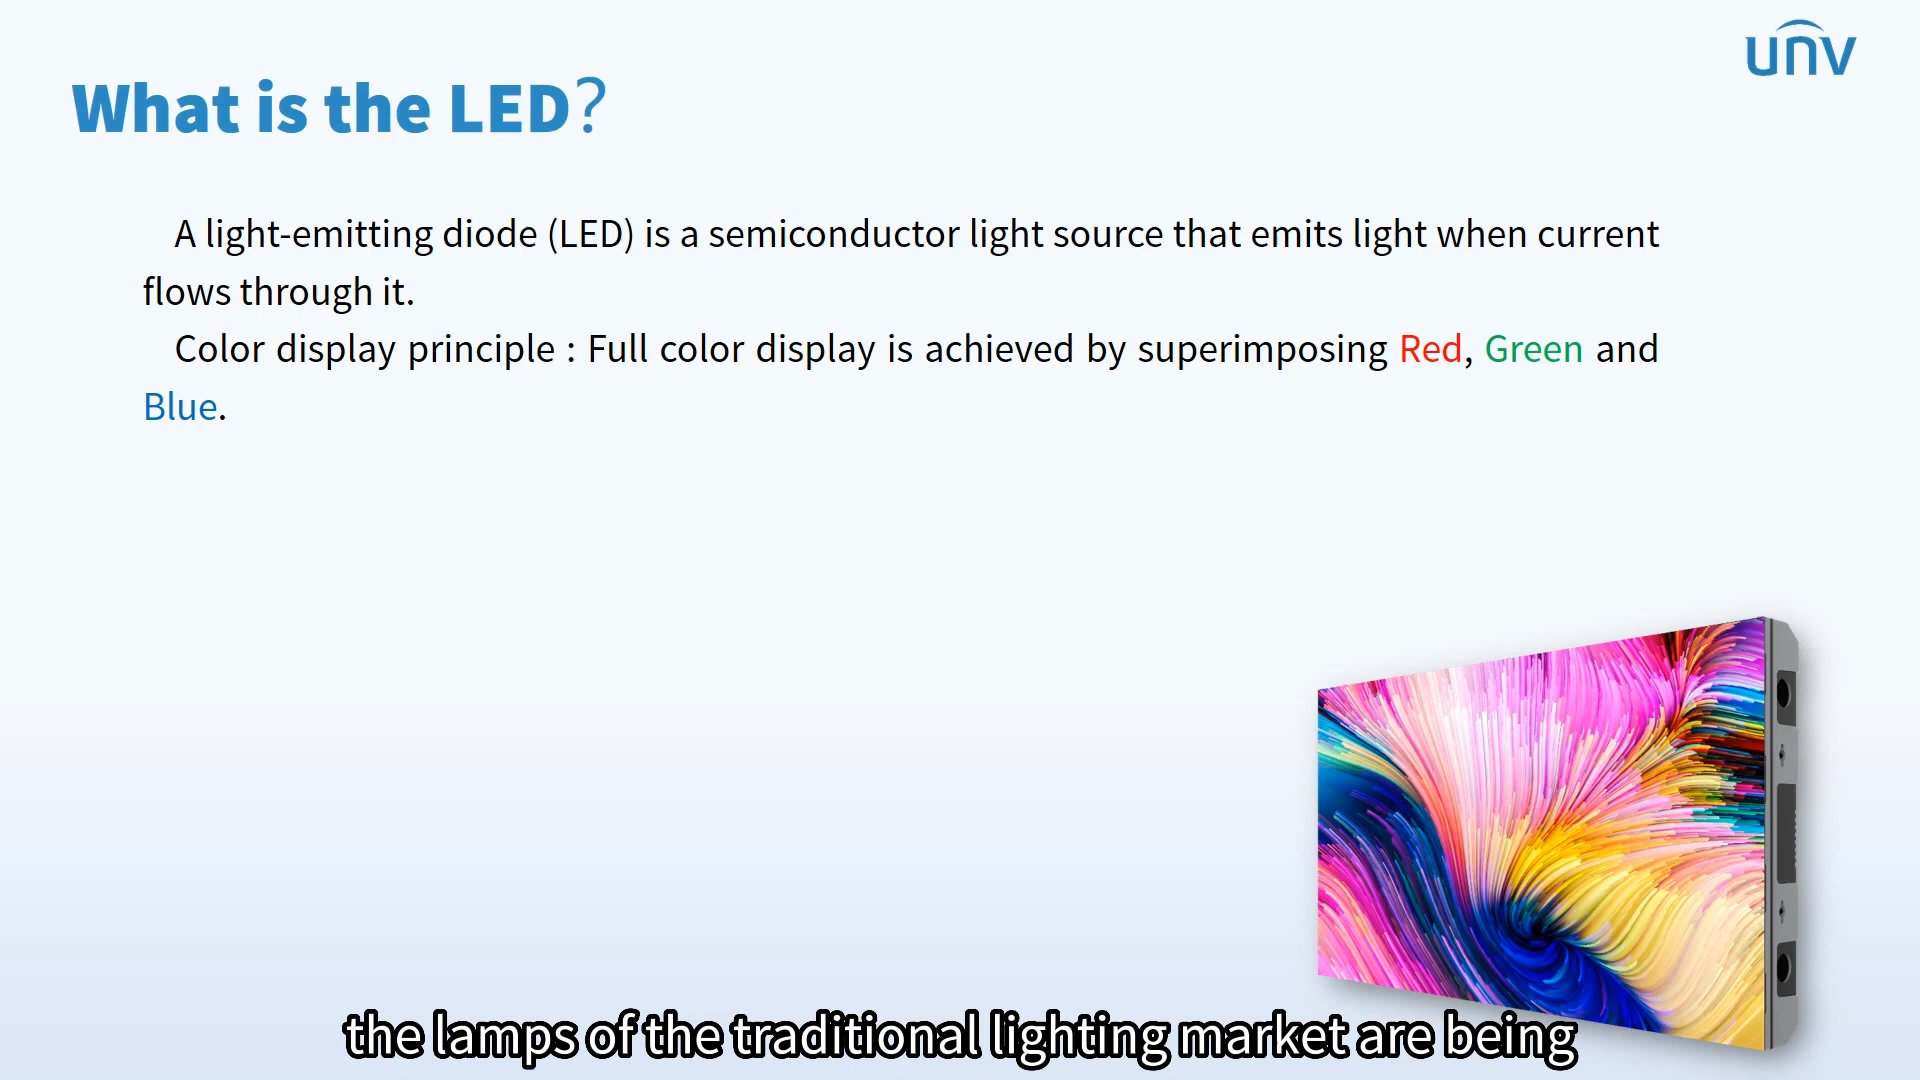 unv
What is the LED?
A light-emitting diode (LED) is a semiconductor light source that emits light when current
flows through it.
Color display principle : Full color display is achieved by superimposing Red, Green and
Blue.
the lamps of the traditional lighting market are being